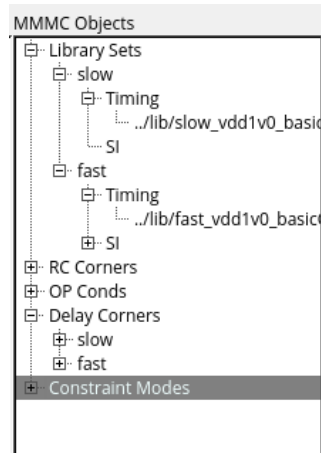 MMMC Objects
Library Sets
slow
Timing
../lib/slow_vdd1v0_basic
SI
fast
Timing
../lib/fast_vdd1v0_basic
SI
RC Corners
OP Conds
Delay Corners
slow
fast
Constraint Modes